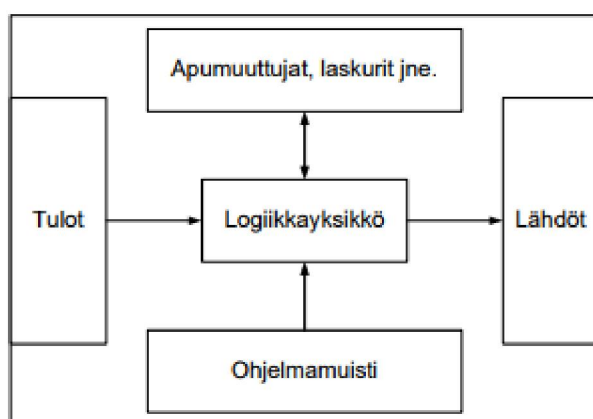 Apumuuttujat, laskurit jne.
Tulot
Logiikkayksikkö
Lähdöt
Ohjelmamuisti